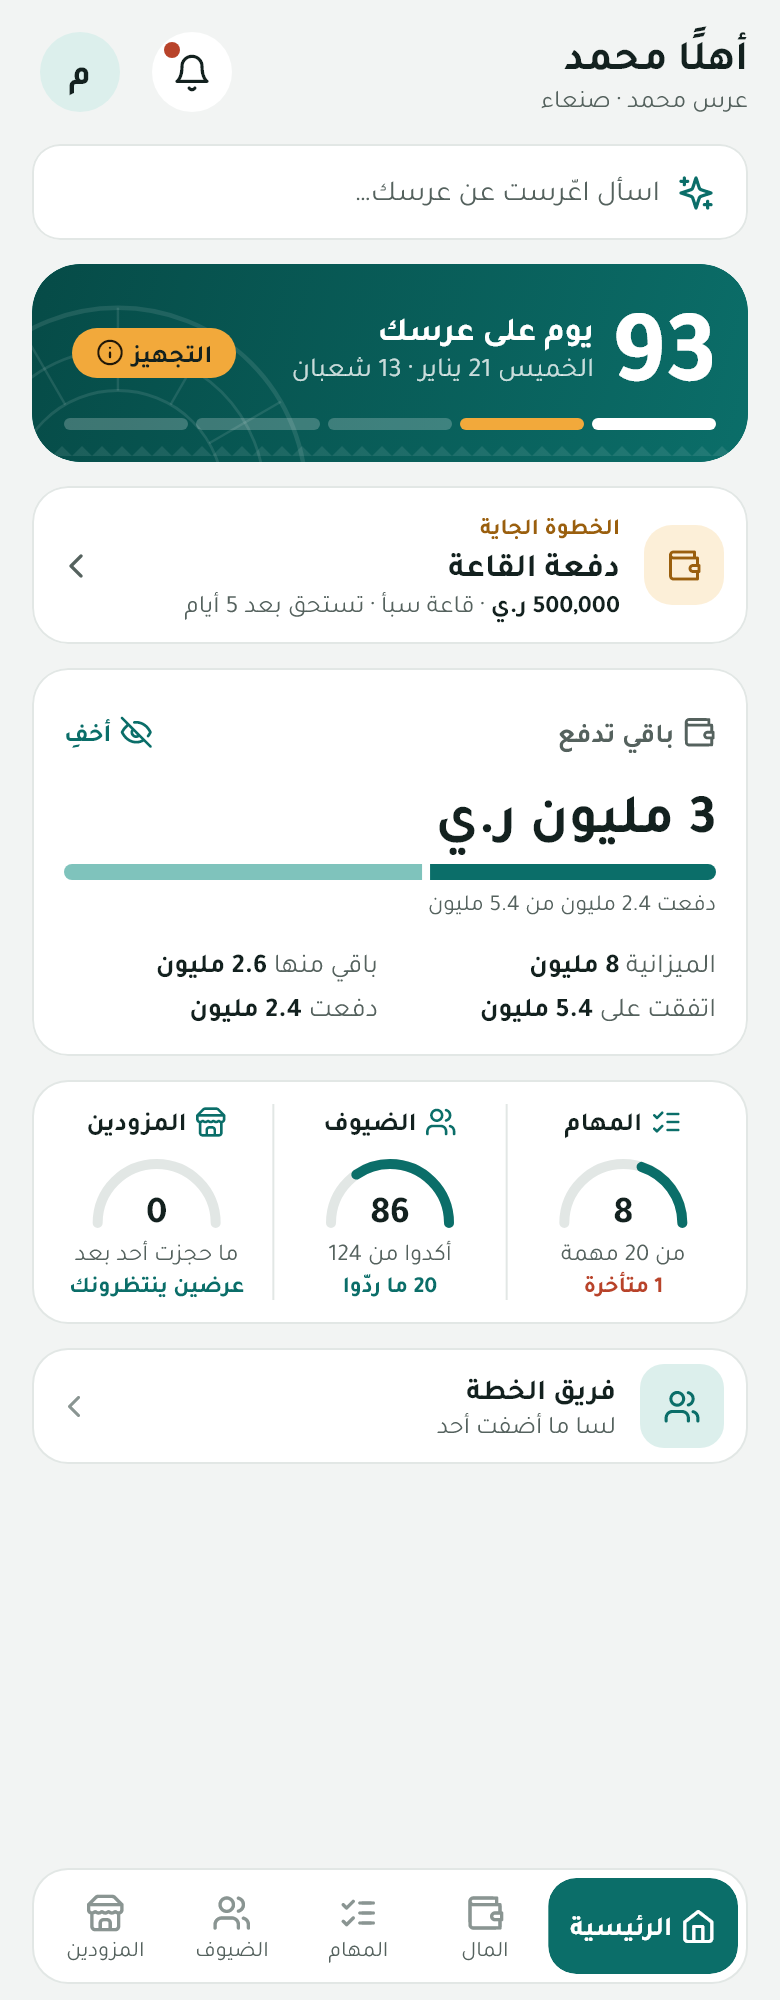 أهلًا محمد
عرس محمد · صنعاء
م
اسأل اعّرست عن عرسك...
93
يوم على عرسك
الخميس 21 يناير · 13 شعبان
التجهيز
الخطوة الجاية
دفعة القاعة
500,000 ر.ي · قاعة سبأ · تستحق بعد 5 أيام
باقي تدفع
أخفِ
3 مليون ر.ي
دفعت 2.4 مليون من 5.4 مليون
الميزانية 8 مليون
باقي منها 2.6 مليون
اتفقت على 5.4 مليون
دفعت 2.4 مليون
المهام
8
من 20 مهمة
1 متأخرة
الضيوف
86
أكدوا من 124
20 ما ردّوا
المزودين
0
ما حجزت أحد بعد
عرضين ينتظرونك
فريق الخطة
لسا ما أضفت أحد
الرئيسية
المال
المهام
الضيوف
المزودين